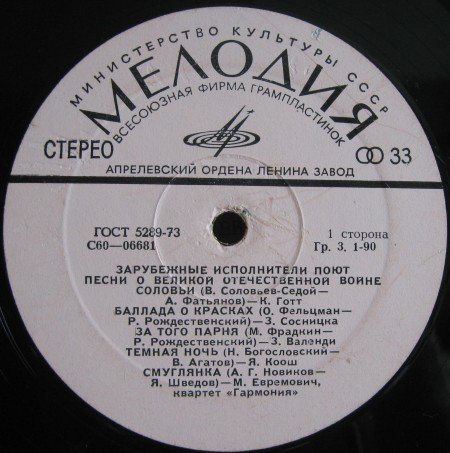 МИНИСТЕРСТВО КУЛЬТУРЫ СССР
МЕЛОДИЯ
ВСЕСОЮЗНАЯ ФИРМА ГРАМПЛАСТИНОК
СТЕРЕО
33
АПРЕЛЕВСКИЙ ОРДЕНА ЛЕНИНА ЗАВОД
ГОСТ 5289-73
С60—06681
1 сторона
Гр. 3. 1-90
ЗАРУБЕЖНЫЕ ИСПОЛНИТЕЛИ ПОЮТ
ПЕСНИ О ВЕЛИКОЙ ОТЕЧЕСТВЕННОЙ ВОЙНЕ
СОЛОВЬИ (В. Соловьев-Седой—
А. Фатьянов)—К. Готт
БАЛЛАДА О КРАСКАХ (О. Фельцман—
Р. Рождественский)—З. Сосницка
ЗА ТОГО ПАРНЯ (М. Фрадкин—
Р. Рождественский)—З. Валенди
ТЕМНАЯ НОЧЬ (Н. Богословский—
В. Агатов)—Я. Коош
СМУГЛЯНКА (А. Г. Новиков—
Я. Шведов)—М. Евремович,
квартет «Гармония»